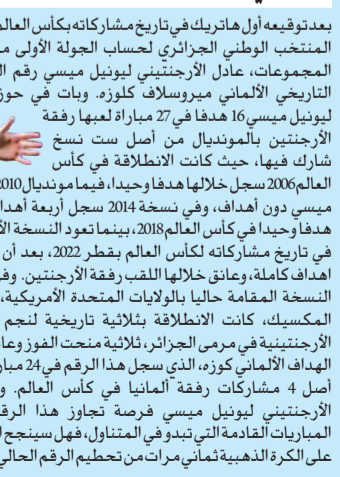 بعد توقيعه أول هاتريك في تاريخ مشاركاته بكأس العالم
المنتخب الوطني الجزائري لحساب الجولة الأولى
المجموعات، عادل الأرجنتيني ليونيل ميسي رقم
التاريخي الألماني ميروسلاف كلوزه. وبات في حوز
ليونيل ميسي 16 هدفا في 27 مباراة لعبها رفقة
الأرجنتين بالمونديال من أصل ست نسخ
شارك فيها، حيث كانت الانطلاقة في كأس
العالم 2006 سجل خلالها هدفا وحيدا، فيما مونديال 2010
ميسي دون أهداف، وفي نسخة 2014 سجل أربعة أهدا
هدفا وحيدا في كأس العالم 2018، بينما تعود النسخة
في تاريخ مشاركاته لكأس العالم بقطر 2022، بعد أن
اهداف كاملة، وعانق خلالها اللقب رفقة الأرجنتين.
النسخة المقامة حاليا بالولايات المتحدة الأمريكية،
المكسيك، كانت الانطلاقة بثلاثية تاريخية لنجم
الأرجنتينية في مرمى الجزائر، ثلاثية منحت الفوز
الهداف الألماني كوزه، الذي سجل هذا الرقم في 24 مبار
أصل 4 مشاركات رفقة ألمانيا في كأس العالم.
الأرجنتيني ليونيل ميسي فرصة تجاوز هذا الرق
المباريات القادمة التي تبدو في المتناول، فهل سينجح
على الكرة الذهبية ثماني مرات من تحطيم الرقم الحالي